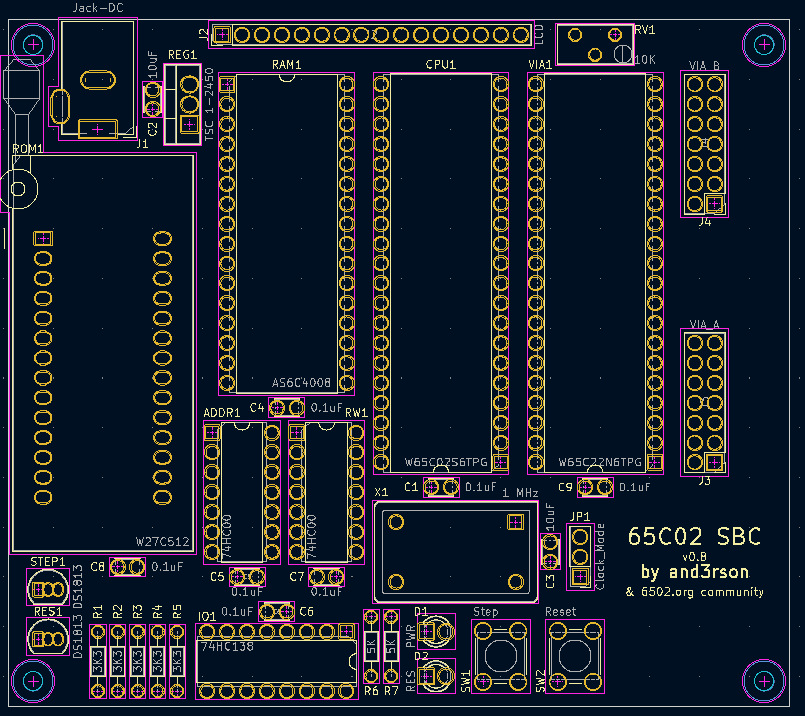 Jack-DC
J2
LCD
RV1
10K
10uF
C2
REG1
TSC 1-2450
J1
RAM1
CPU1
VIA1
VIA_B
J4
ROM1
W27C512
AS6C4008
C4
0.1uF
ADDR1
RW1
74HC00
74HC00
W65C02S6TPG
W65C22N6TPG
VIA_A
J3
C1
0.1uF
C9
0.1uF
X1
1 MHz
10uF
C3
JP1
Clock_Mode
65C02 SBC
v0.8
by and3rson
& 6502.org community
STEP1
DS1813
C8
0.1uF
C5
0.1uF
C7
0.1uF
RES1
DS1813
R1
R2
R3
R4
R5
3K3
3K3
3K3
3K3
3K3
0.1uF
C6
IO1
74HC138
5K
5K
R6
R7
D1
PWR
D2
RES
Step
SW1
Reset
SW2